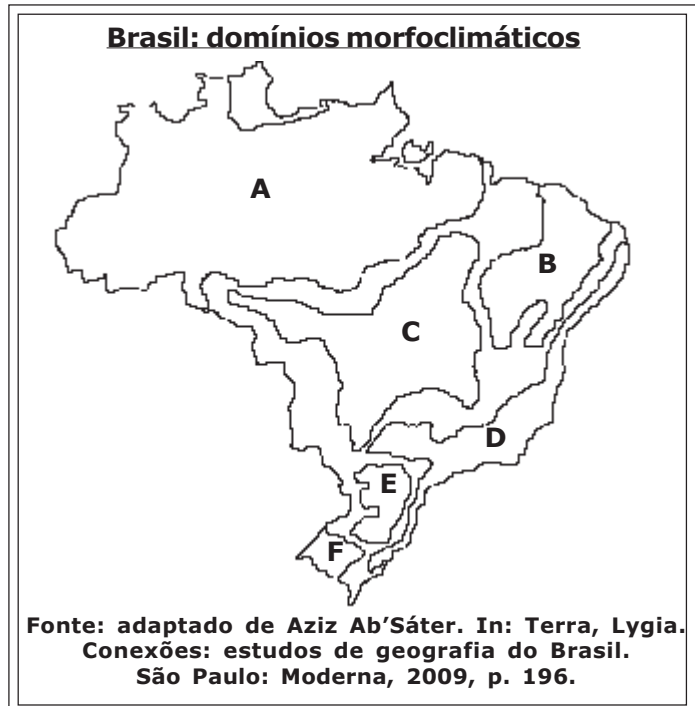 Brasil: domínios morfoclimáticos
A
B
C
D
E
F
Fonte: adaptado de Aziz Ab’Sáter. In: Terra, Lygia.
Conexões: estudos de geografia do Brasil.
São Paulo: Moderna, 2009, p. 196.